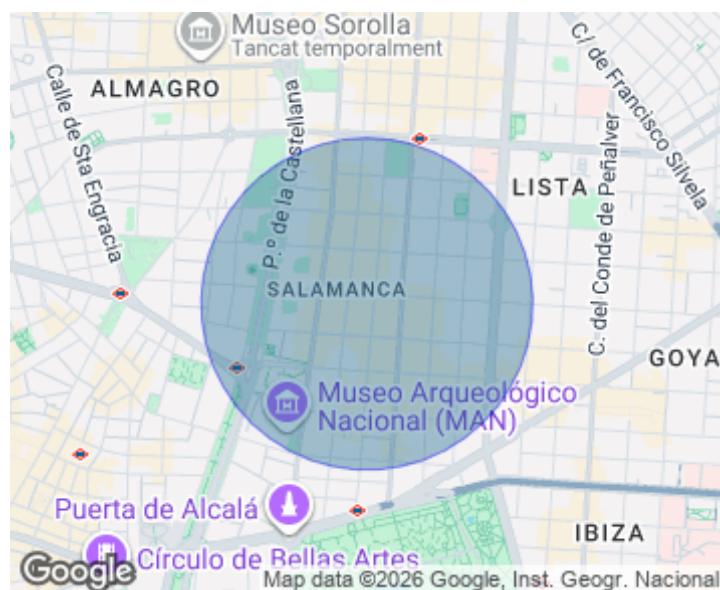 Museo Sorolla
Tancat temporalment
ALMAGRO
C/ de Francisco Silvela
Calle de Sta Engracia
P.º de la Castellana
C. del Conde de Peñalver
LISTA
SALAMANCA
GOYA
Museo Arqueológico
Nacional (MAN)
Puerta de Alcalá
IBIZA
Círculo de Bellas Artes
Google
Map data ©2026 Google, Inst. Geogr. Nacional